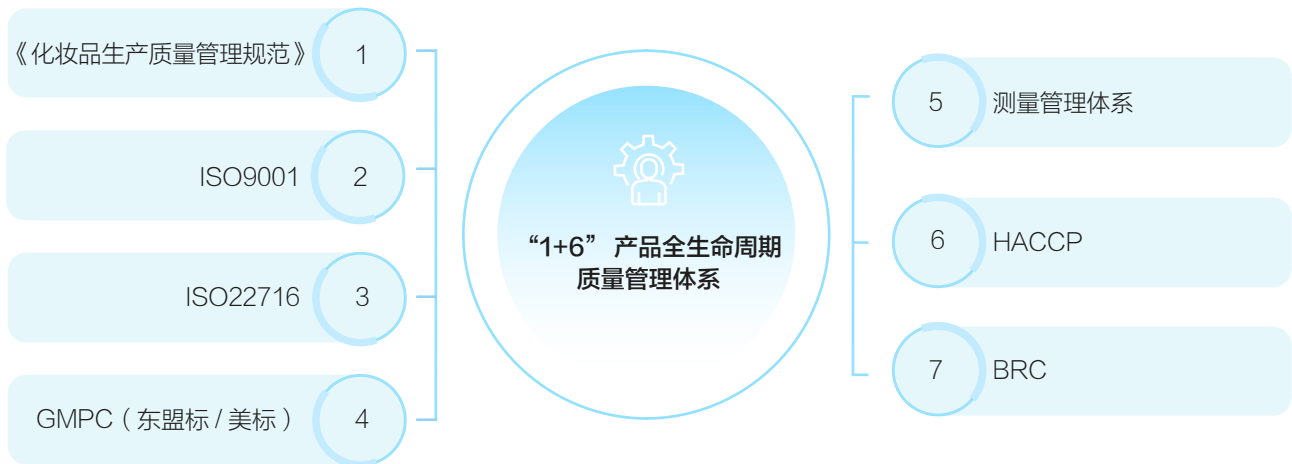 《化妆品生产质量管理规范》 1
ISO9001 2
ISO22716 3
GMPC（东盟标 / 美标） 4
“1+6” 产品全生命周期
质量管理体系
5 测量管理体系
6 HACCP
7 BRC